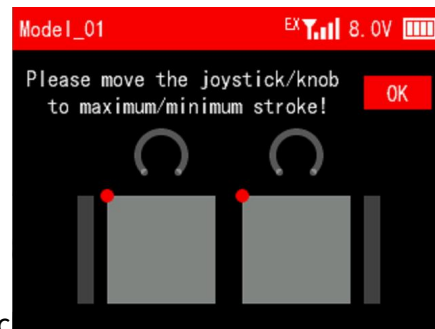 Model_01
EX 8.0V
Please move the joystick/knob
to maximum/minimum stroke!
OK
C